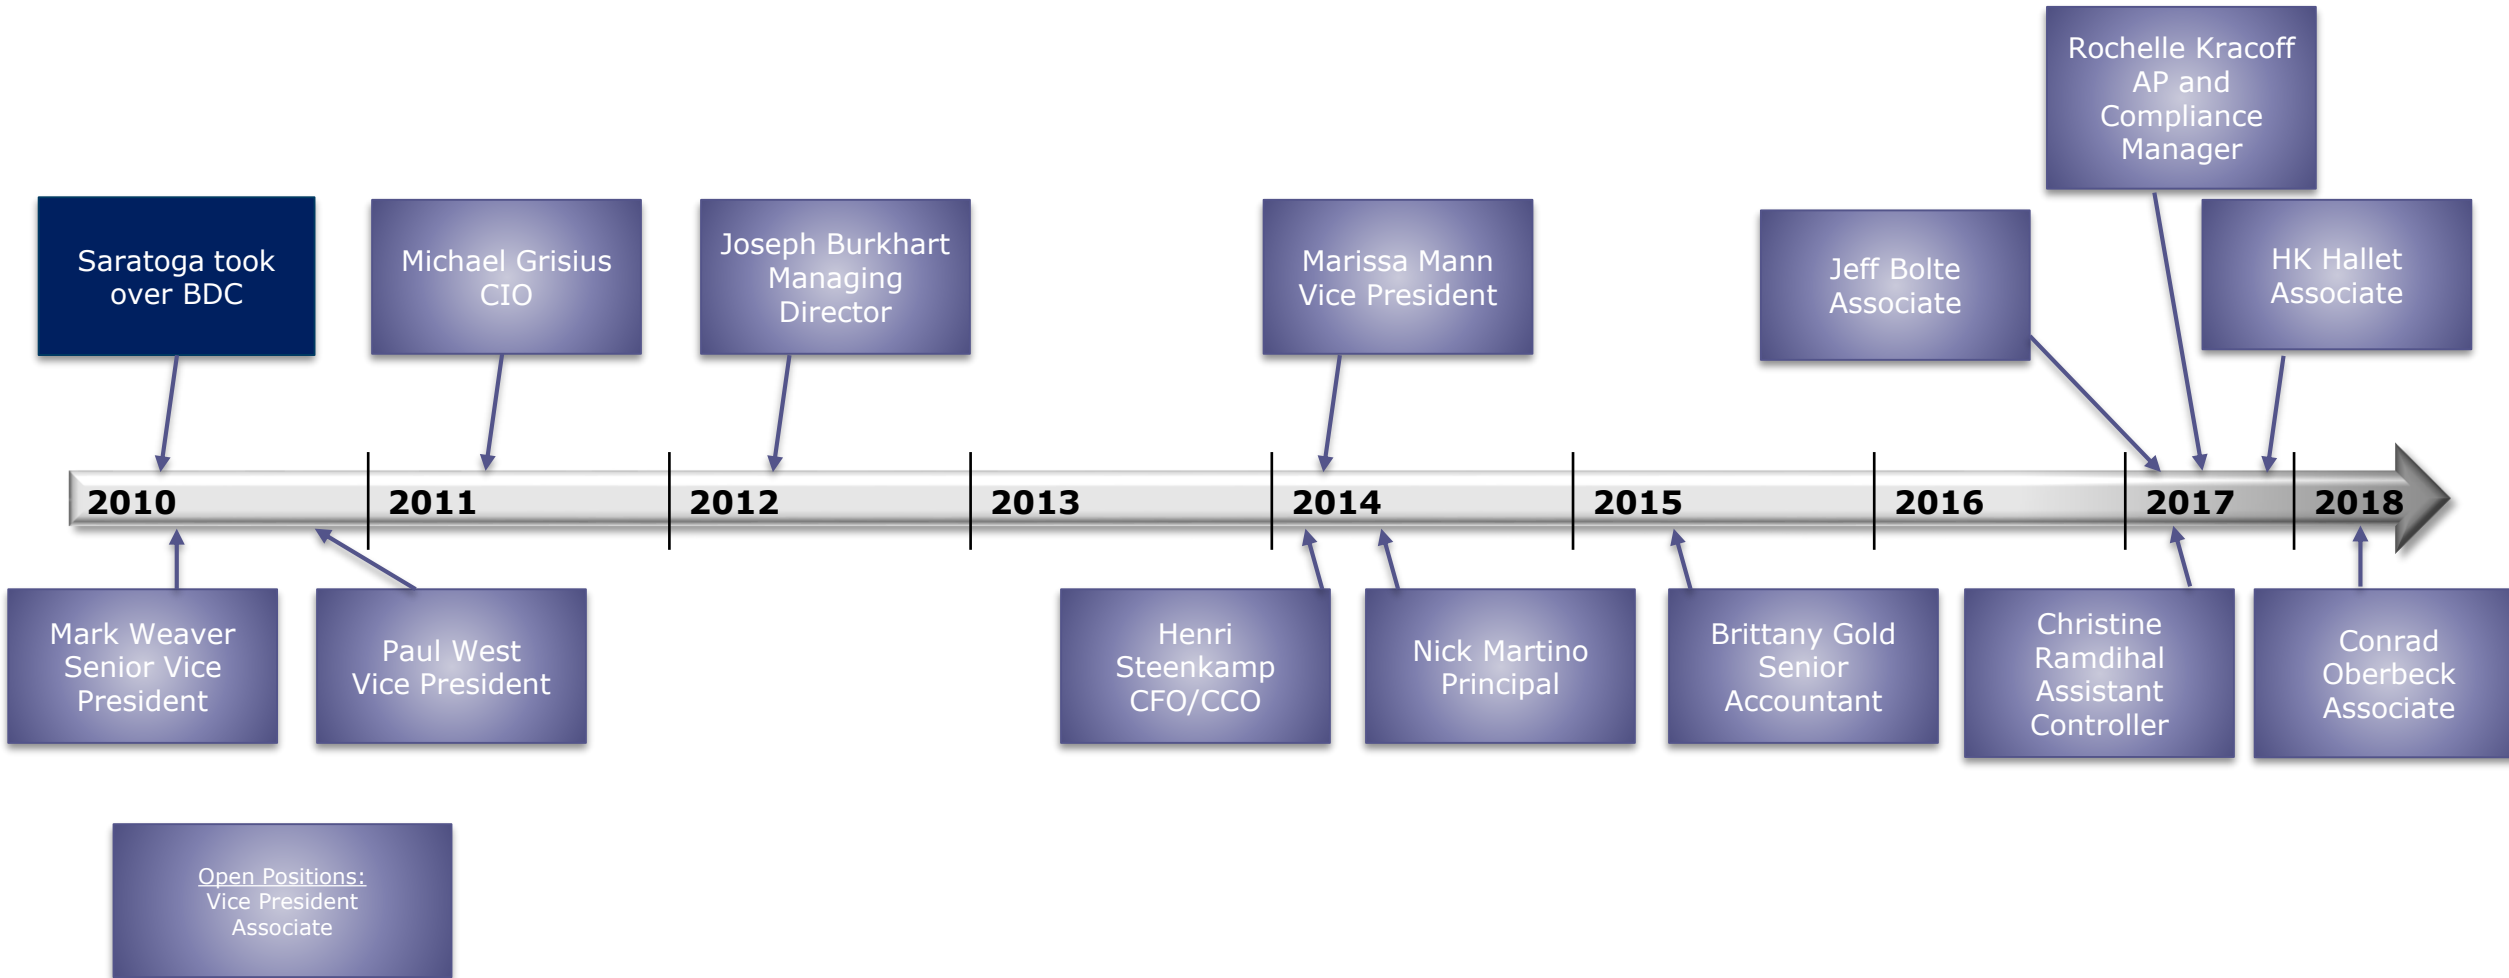 Rochelle Kracoff
AP and
Compliance
Manager
Saratoga took
over BDC
Michael Grisius
CIO
Joseph Burkhart
Managing
Director
Marissa Mann
Vice President
Jeff Bolte
Associate
HK Hallet
Associate
2010
2011
2012
2013
2014
2015
2016
2017
2018
Mark Weaver
Senior Vice
President
Paul West
Vice President
Henri
Steenkamp
CFO/CCO
Nick Martino
Principal
Brittany Gold
Senior
Accountant
Christine
Ramdihal
Assistant
Controller
Conrad
Oberbeck
Associate
Open Positions:
Vice President
Associate